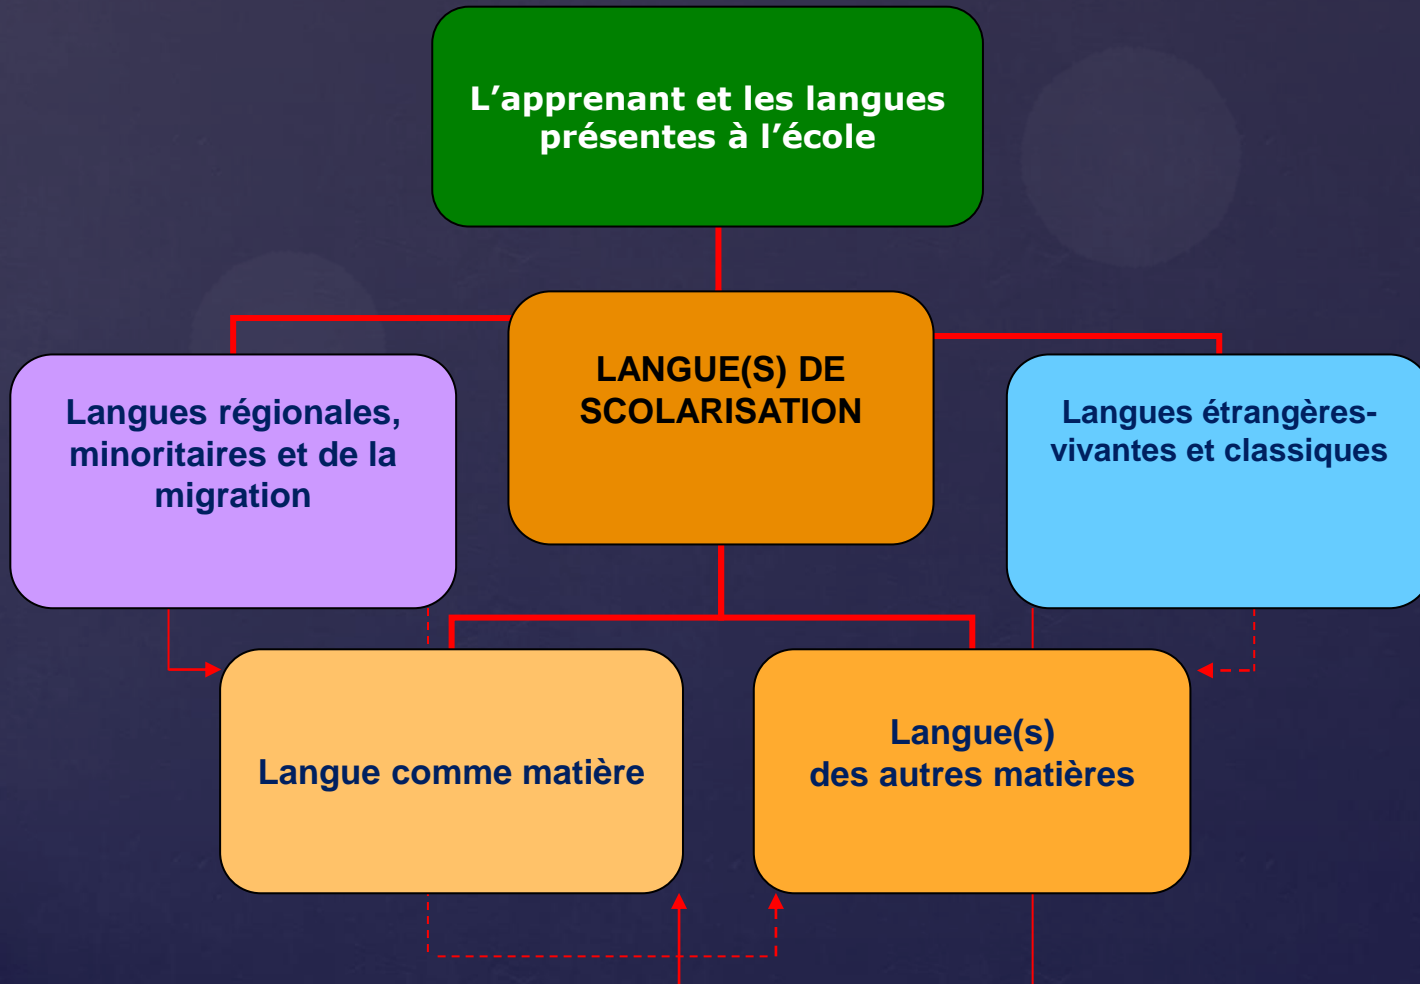 L’apprenant et les langues
présentes à l’école
LANGUE(S) DE
SCOLARISATION
Langues régionales,
minoritaires et de la
migration
Langues étrangères-
vivantes et classiques
Langue comme matière
Langue(s)
des autres matières